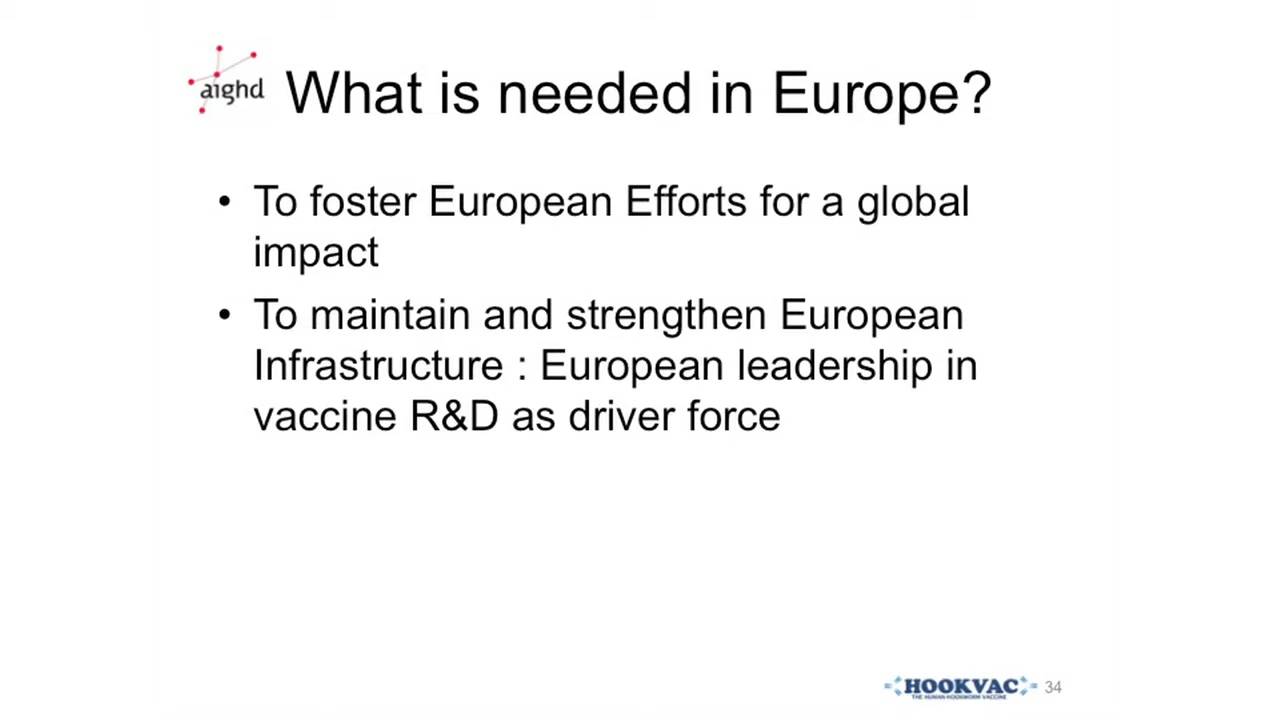 aighd
What is needed in Europe?
• To foster European Efforts for a global
impact
• To maintain and strengthen European
Infrastructure : European leadership in
vaccine R&D as driver force
HOOKVAC
THE HUMAN HOOKWORM VACCINE
34